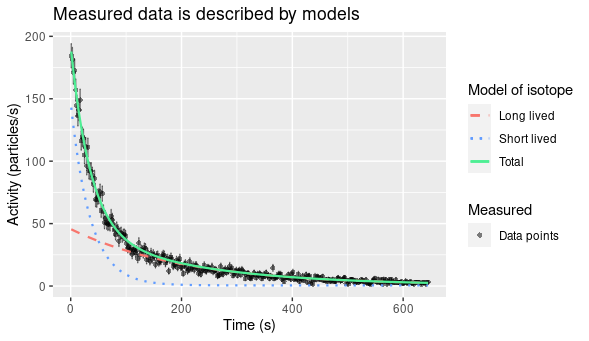 Measured data is described by models
Activity (particles/s)
200
150
100
50
0
0
200
400
600
Time (s)
Model of isotope
Long lived
Short lived
Total
Measured
Data points